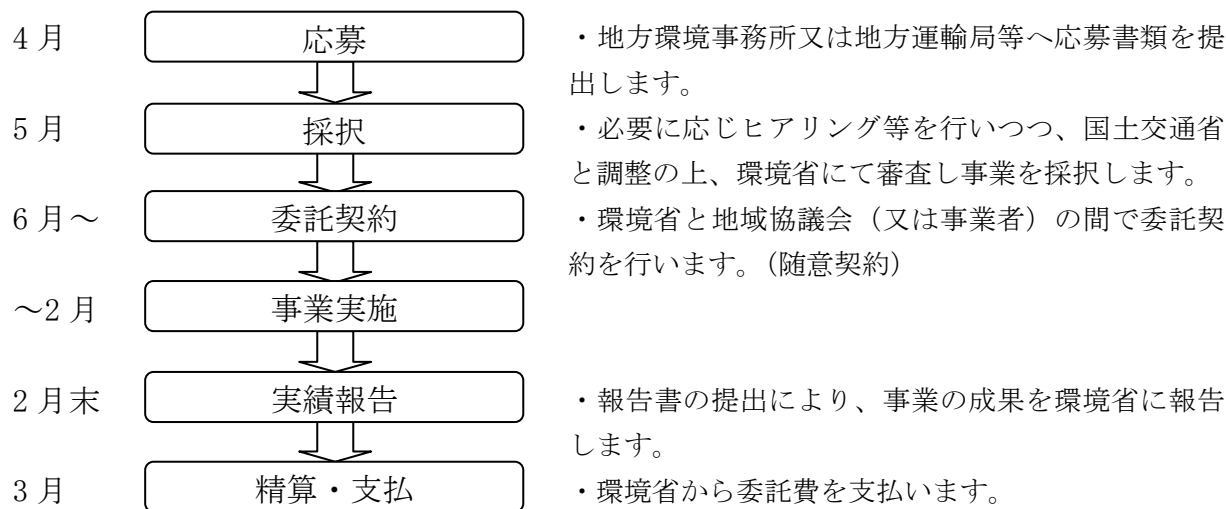 4 月 応募 ・地方環境事務所又は地方運輸局等へ応募書類を提
出します。
5 月 採択 ・必要に応じヒアリング等を行いつつ、国土交通省
と調整の上、環境省にて審査し事業を採択します。
6 月～ 委託契約 ・環境省と地域協議会（又は事業者）の間で委託契
約を行います。（随意契約）
～2 月 事業実施
2 月末 実績報告 ・報告書の提出により、事業の成果を環境省に報告
します。
3 月 精算・支払 ・環境省から委託費を支払います。